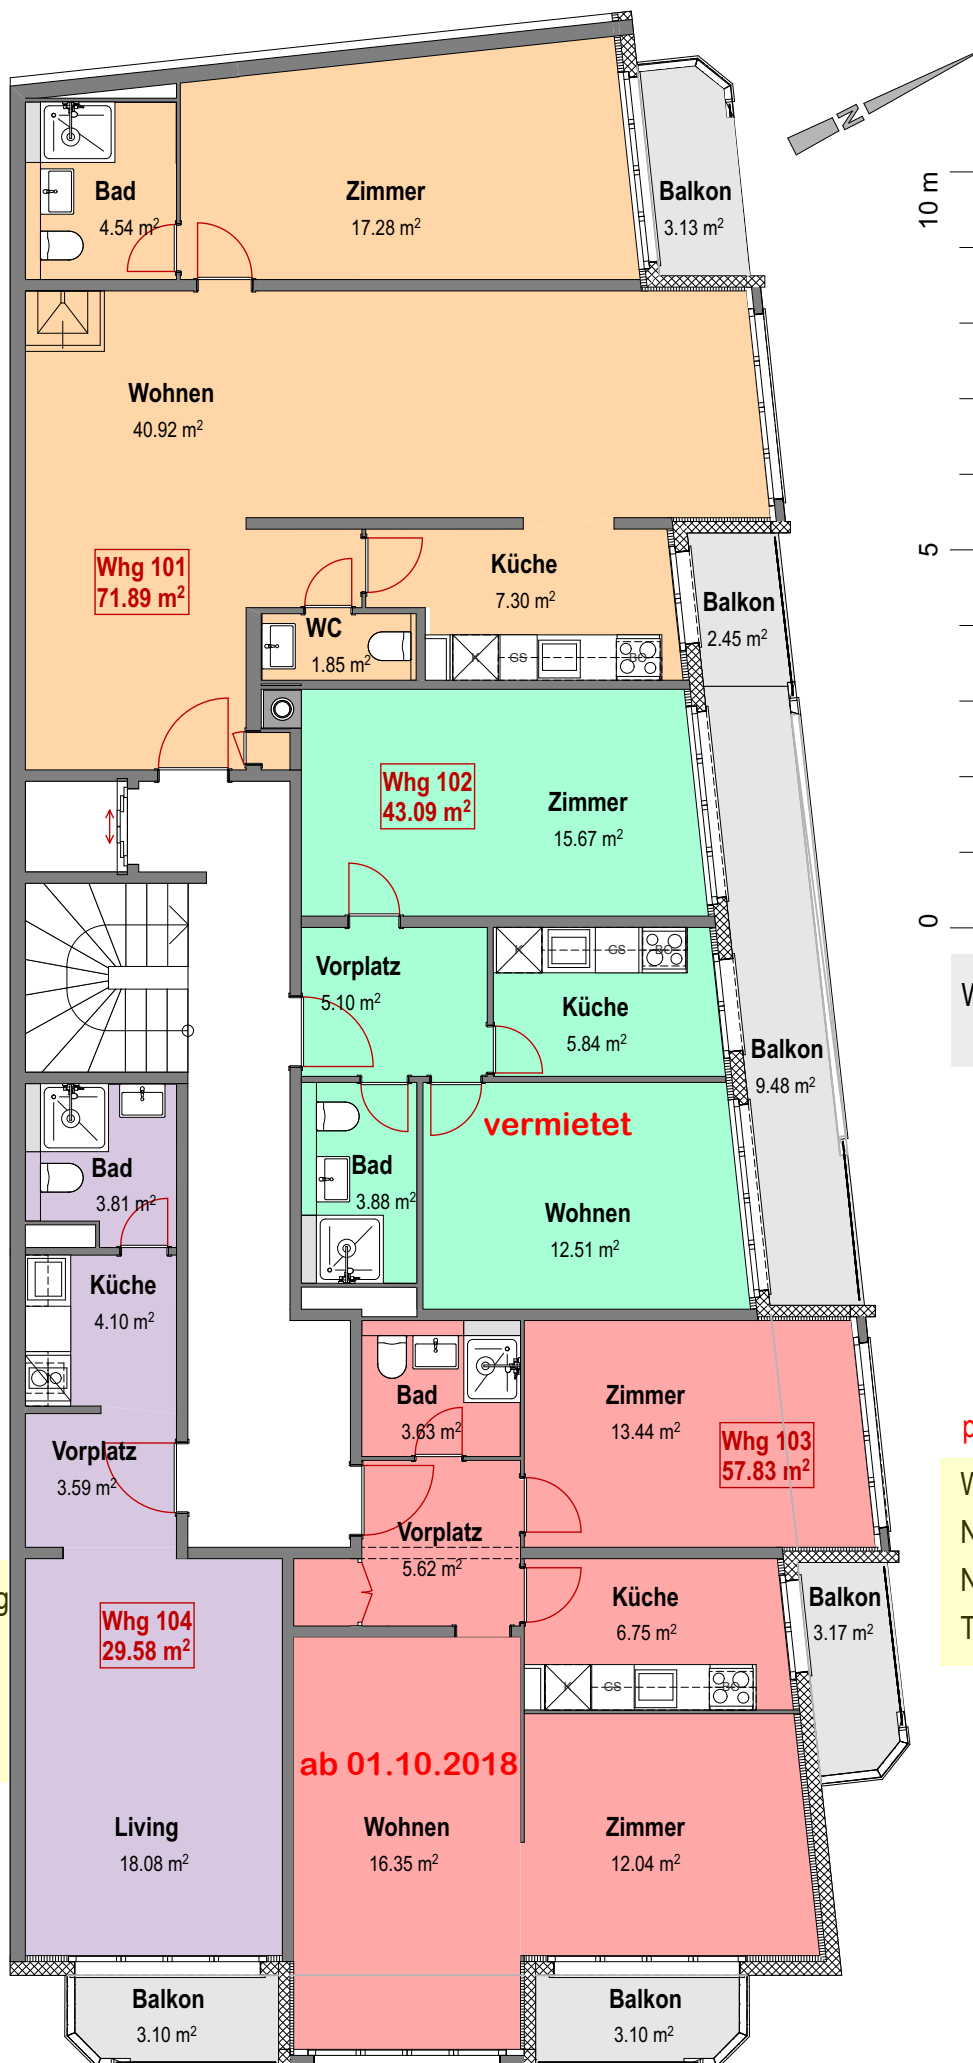 N
Bad
4.54 m²
Zimmer
17.28 m²
Balkon
3.13 m²
10 m
Wohnen
40.92 m²
Whg 101
71.89 m²
Küche
7.30 m²
5
Balkon
2.45 m²
WC
1.85 m²
K
GS
BO
Whg 102
43.09 m²
Zimmer
15.67 m²
0
Vorplatz
5.10 m²
K
GS
BO
Küche
5.84 m²
W
Balkon
9.48 m²
vermietet
Bad
3.81 m²
Bad
3.88 m²
Wohnen
12.51 m²
Küche
4.10 m²
Bad
3.63 m²
Zimmer
13.44 m²
Whg 103
57.83 m²
p
Vorplatz
3.59 m²
Vorplatz
5.62 m²
W
N
N
T
g
Whg 104
29.58 m²
Küche
6.75 m²
Balkon
3.17 m²
K
GS
BO
ab 01.10.2018
Living
18.08 m²
Wohnen
16.35 m²
Zimmer
12.04 m²
Balkon
3.10 m²
Balkon
3.10 m²